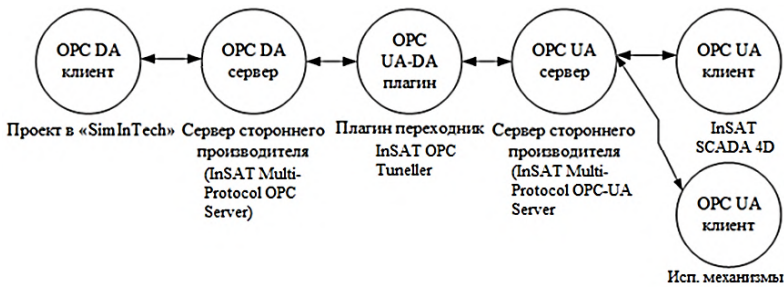 OPC DA
клиент
OPC DA
сервер
OPC
UA-DA
плагин
OPC UA
сервер
OPC UA
клиент
Проект в «SimInTech»
Сервер стороннего
производителя
(InSAT Multi-
Protocol OPC
Server)
Плагин переходник
InSAT OPC
Tuneller
Сервер стороннего
производителя
(InSAT Multi-
Protocol OPC-UA
Server
InSAT
SCADA 4D
OPC UA
клиент
Исп. механизмы